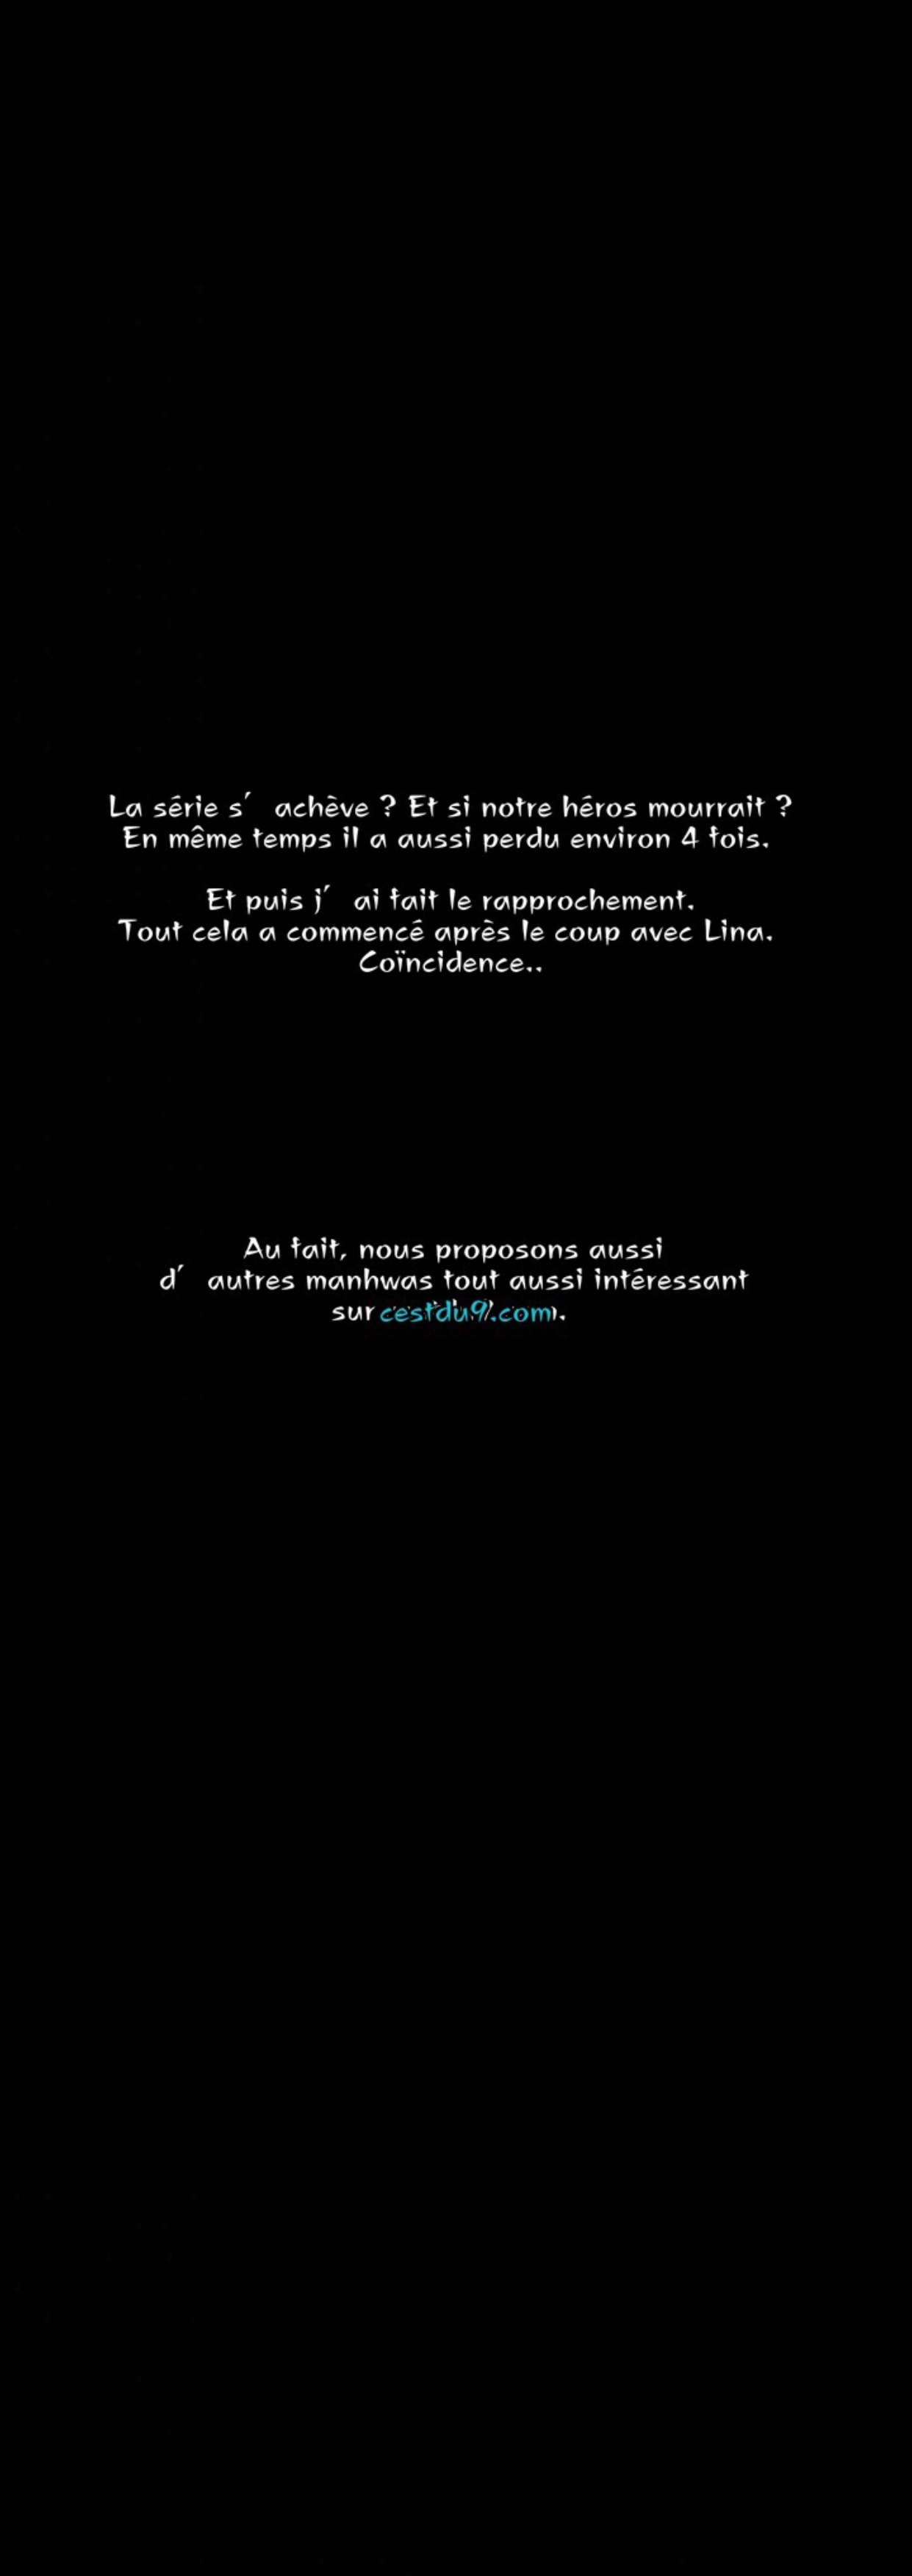 La série s' achève ? Et si notre héros mourrait ?
En même temps il a aussi perdu environ 4 fois.
Et puis j' ai fait le rapprochement.
Tout cela a commencé après le coup avec Lina.
Coïncidence..
Au fait, nous proposons aussi
d' autres manhwas tout aussi intéressant
sur cestdu9.com.